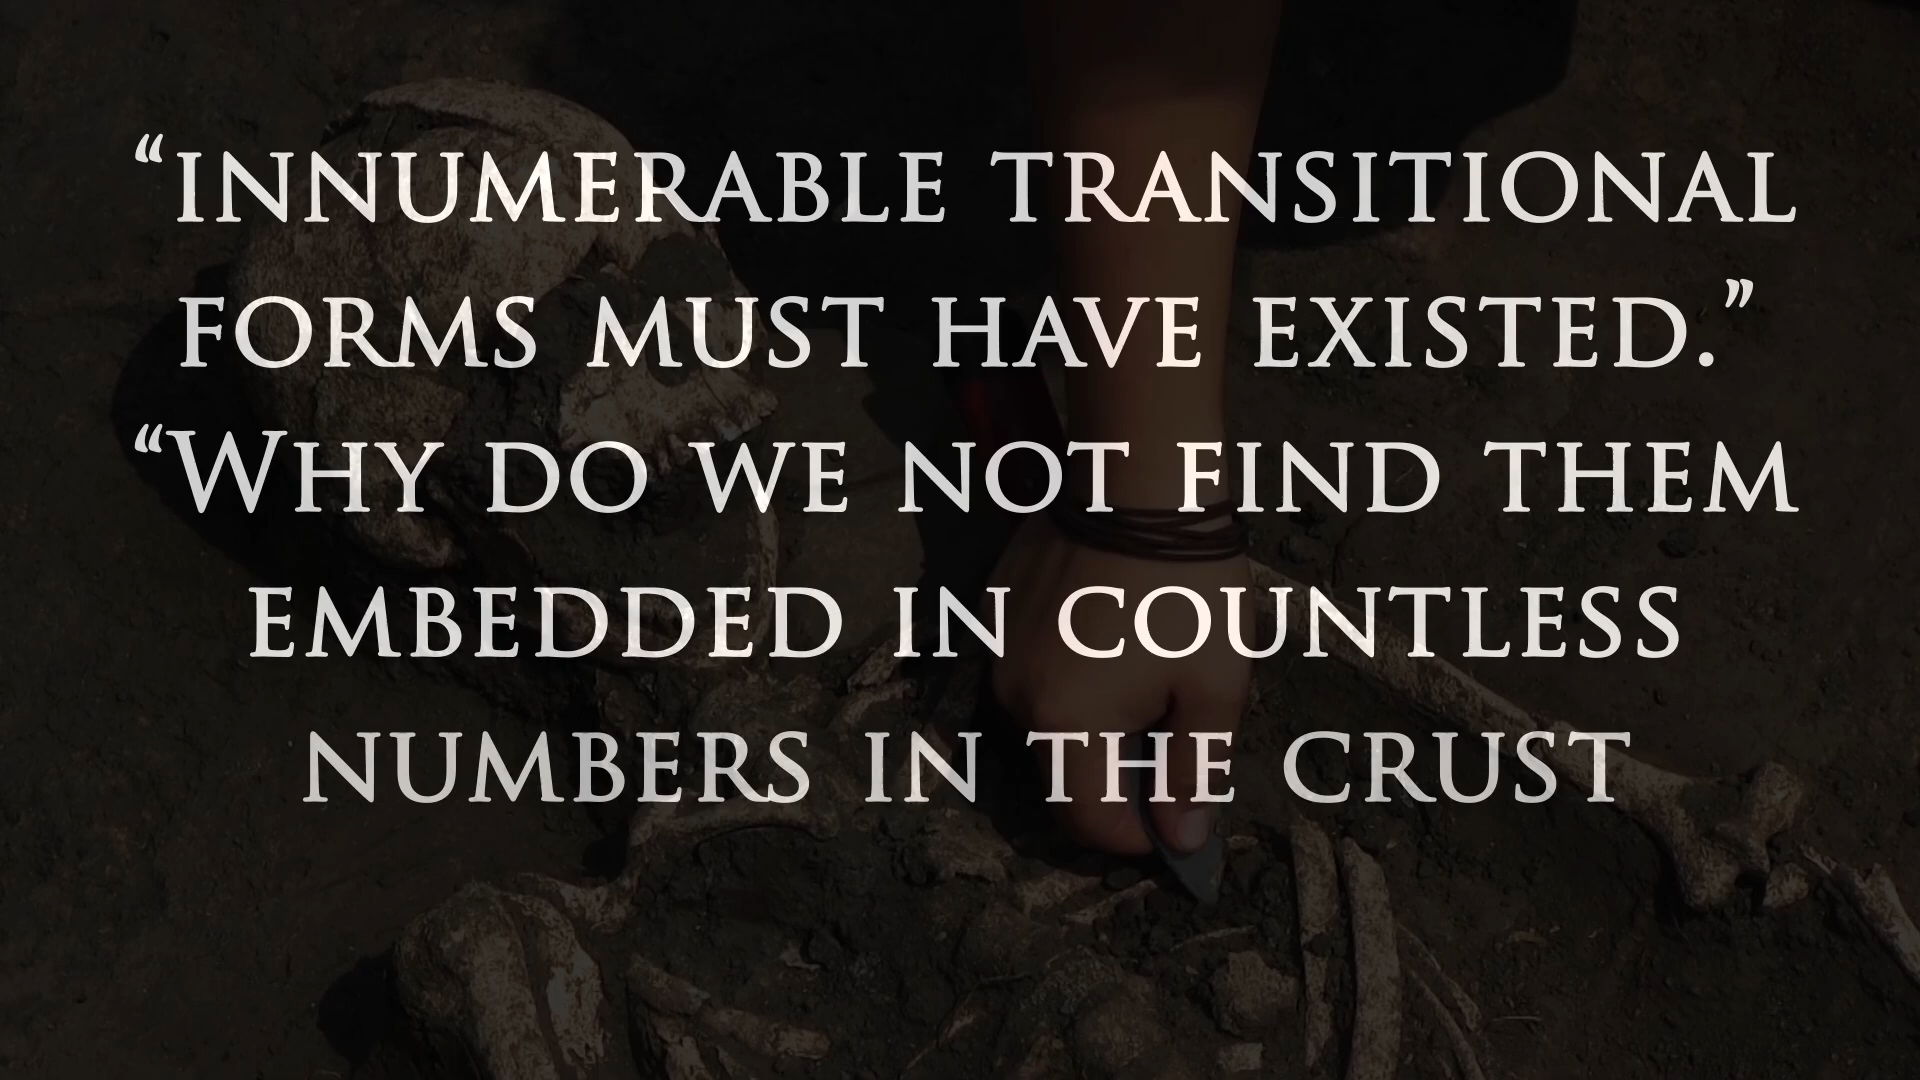 “INNUMERABLE TRANSITIONAL
FORMS MUST HAVE EXISTED.”
“WHY DO WE NOT FIND THEM
EMBEDDED IN COUNTLESS
NUMBERS IN THE CRUST